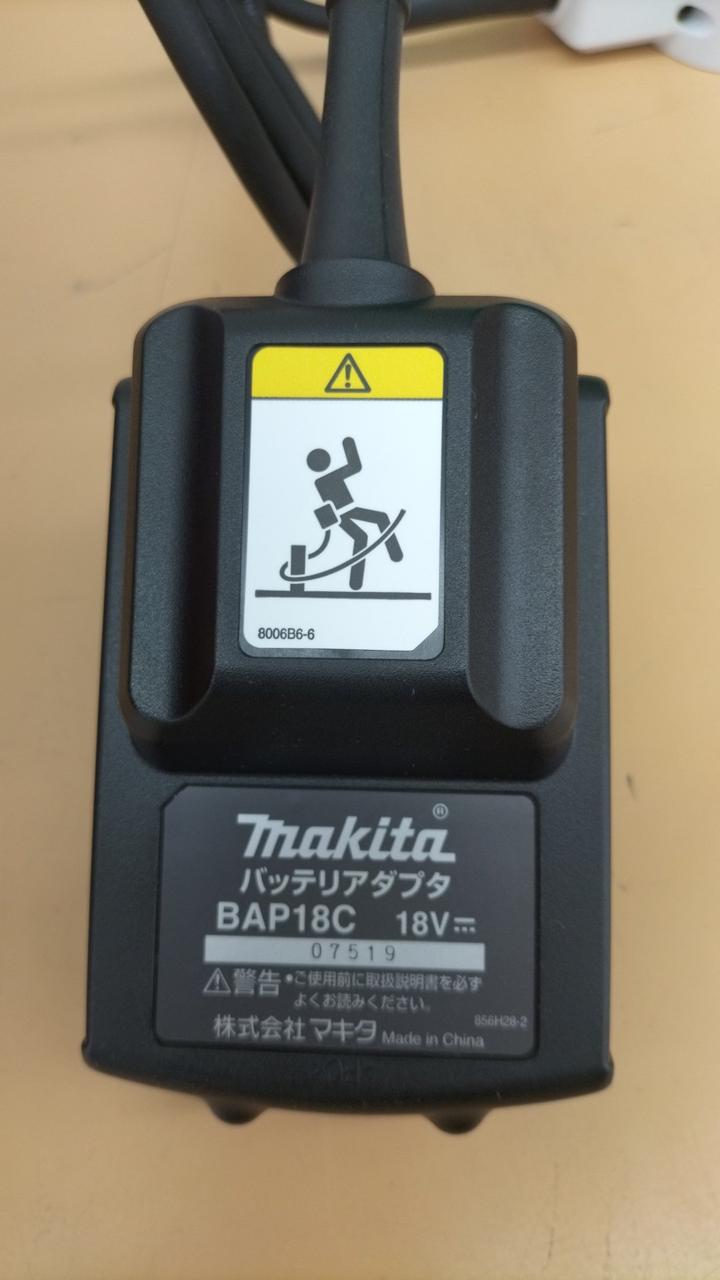 8006B6-6
makita®
バッテリアダプタ
BAP18C 18V
07519
警告 •ご使用前に取扱説明書を必ず
よくお読みください。
856H28-2
株式会社マキタ Made in China